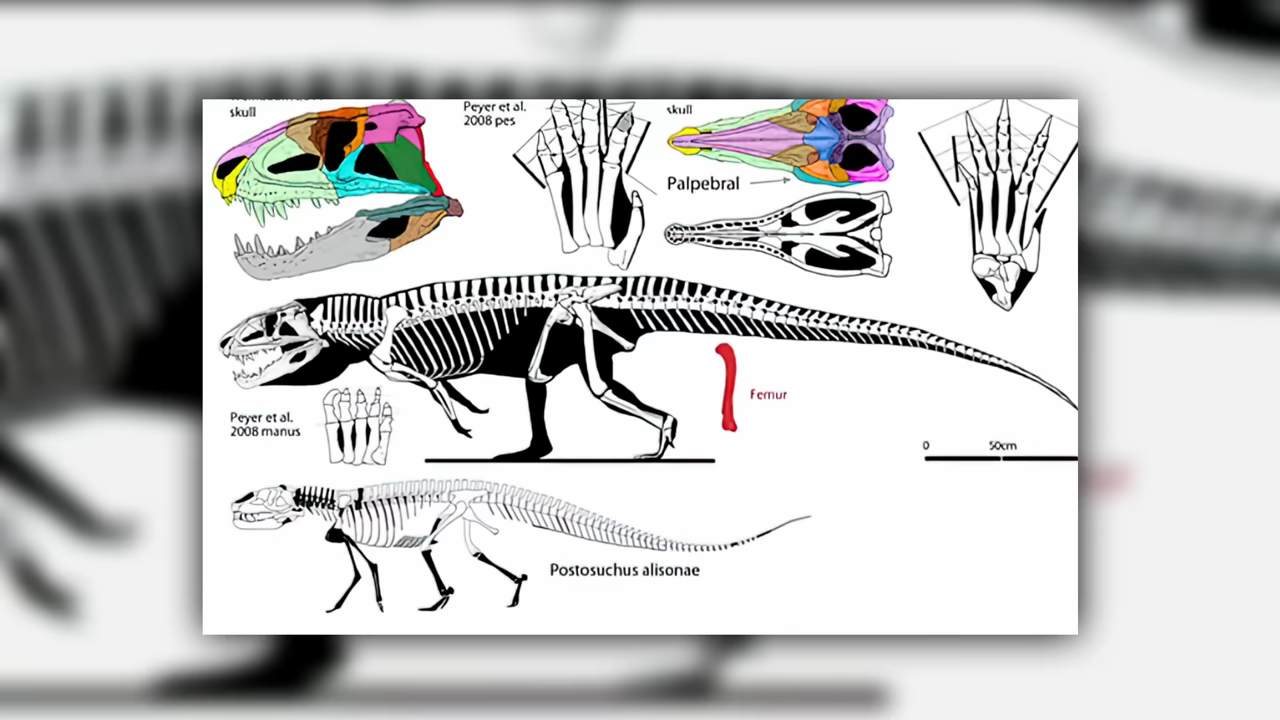 skull
Peyer et al.
2008 pes
skull
Palpebral
Femur
Peyer et al.
2008 manus
0 50cm
Postosuchus alisonae